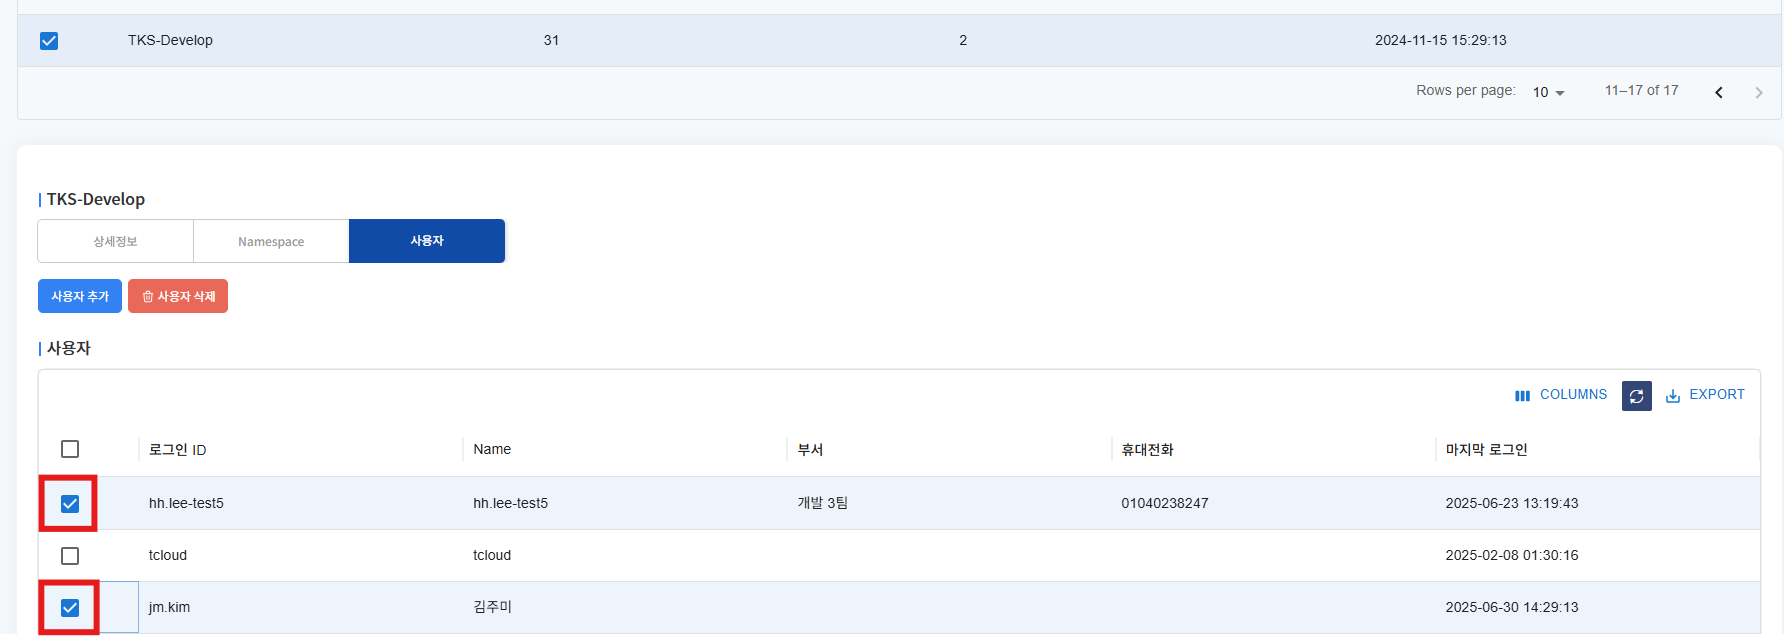 TKS-Develop 31 2 2024-11-15 15:29:13
Rows per page: 10 11–17 of 17
TKS-Develop
상세정보 Namespace 사용자
사용자 추가 사용자 삭제
사용자
COLUMNS EXPORT
로그인 ID Name 부서 휴대전화 마지막 로그인
hh.lee-test5 hh.lee-test5 개발 3팀 01040238247 2025-06-23 13:19:43
tcloud tcloud 2025-02-08 01:30:16
jm.kim 김주미 2025-06-30 14:29:13